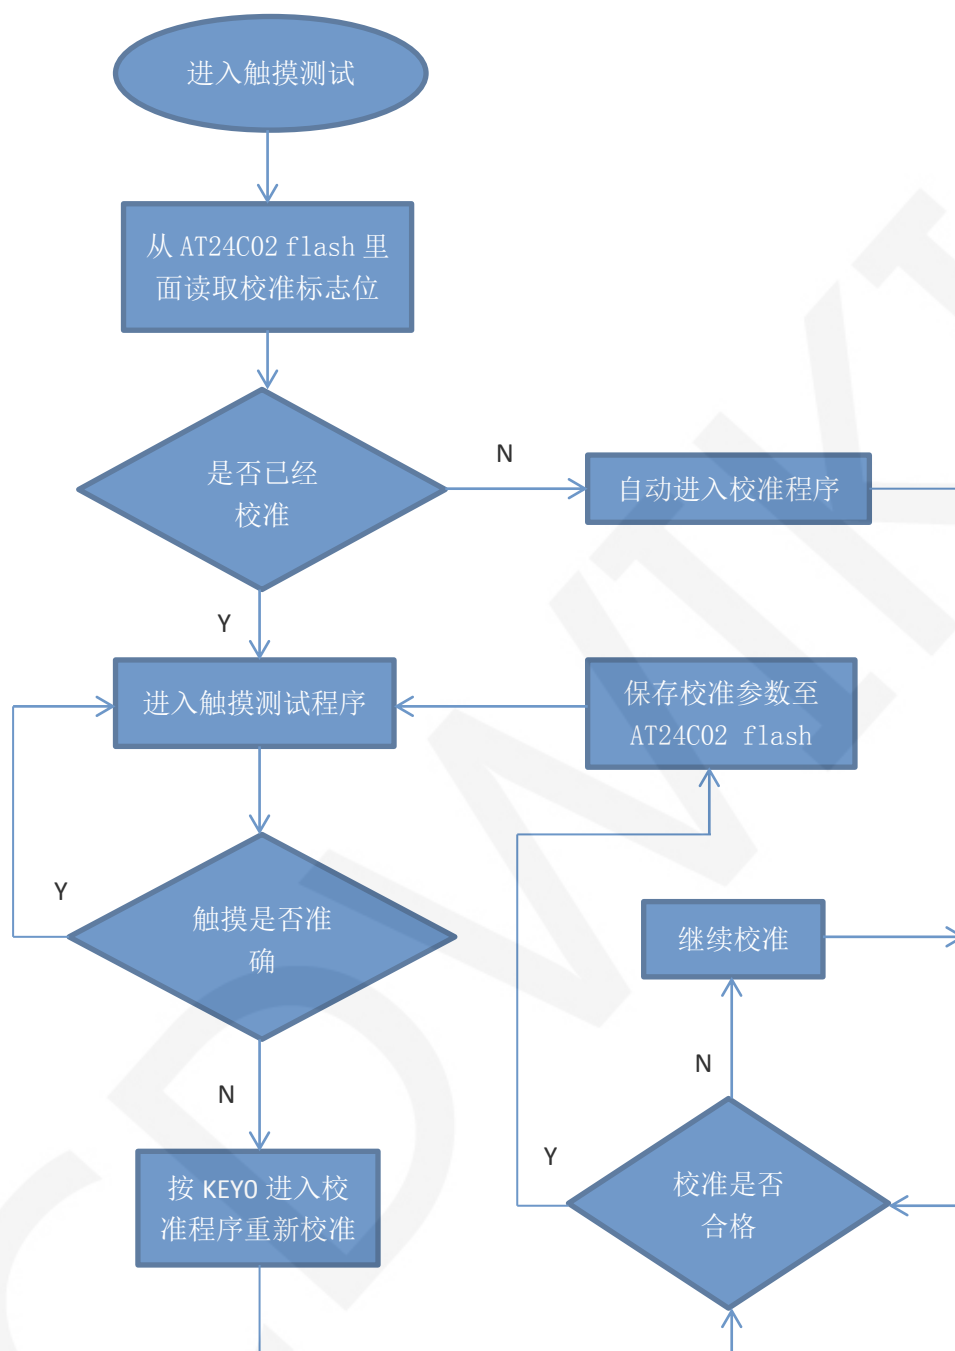 进入触摸测试
从 AT24C02 flash 里
面读取校准标志位
是否已经
校准
N
自动进入校准程序
Y
进入触摸测试程序
保存校准参数至
AT24C02 flash
Y
触摸是否准
确
继续校准
N
N
Y
按 KEY0 进入校
准程序重新校准
校准是否
合格